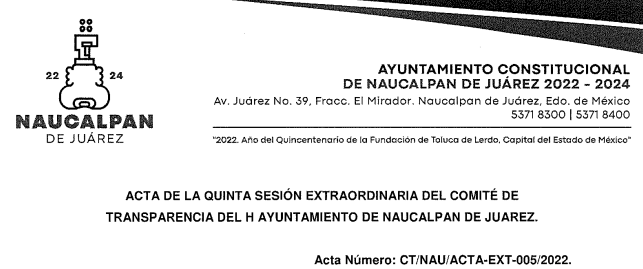 22 24
NAUCALPAN
DE JUÁREZ
AYUNTAMIENTO CONSTITUCIONAL
DE NAUCALPAN DE JUÁREZ 2022 - 2024
Av. Juárez No. 39, Fracc. El Mirador. Naucalpan de Juárez, Edo. de México
5371 8300 | 5371 8400
"2022. Año del Quincentenario de la Fundación de Toluca de Lerdo, Capital del Estado de México"
ACTA DE LA QUINTA SESIÓN EXTRAORDINARIA DEL COMITÉ DE
TRANSPARENCIA DEL H AYUNTAMIENTO DE NAUCALPAN DE JUAREZ.
Acta Número: CT/NAU/ACTA-EXT-005/2022.